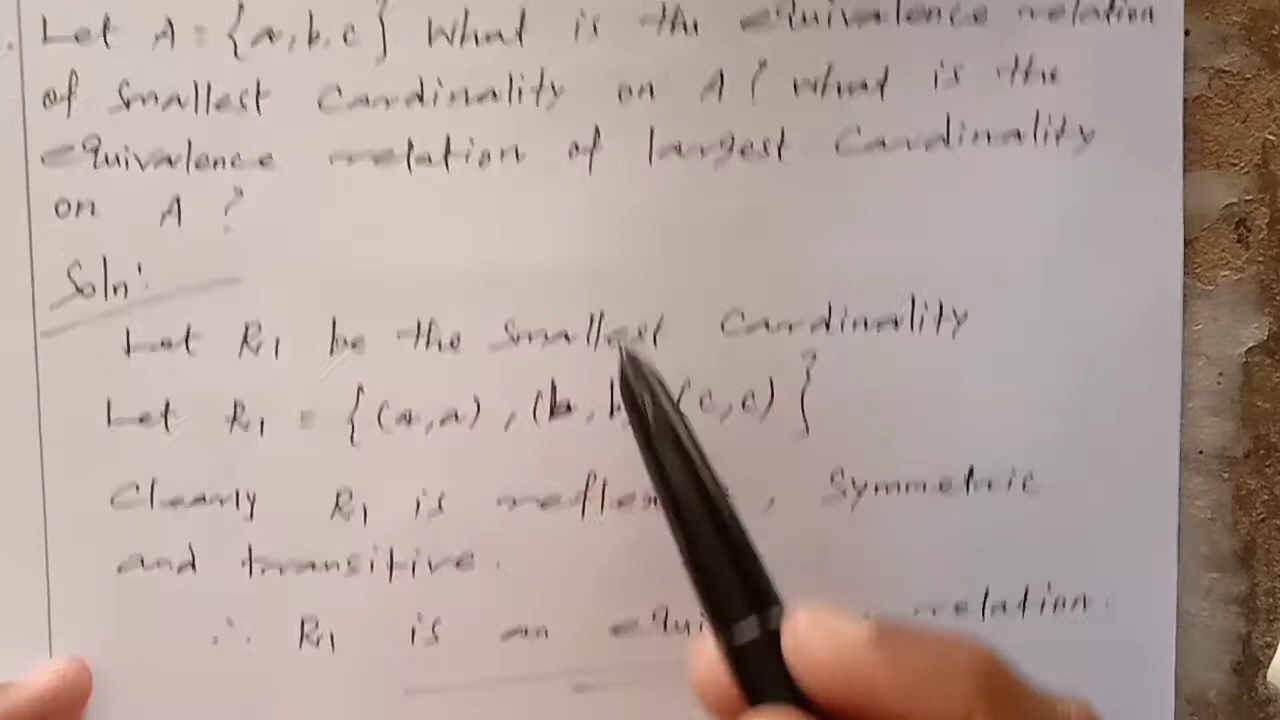 Let A = {a, b, c} What is the equivalence relation
of smallest cardinality on A? What is the
equivalence relation of largest cardinality
on A ?
Soln:
Let R1 be the smallest cardinality
Let R1 = {(a,a), (b, (c,c)}
Clearly R1 is symmetric
and transitive.
∴ R1 is an relation.